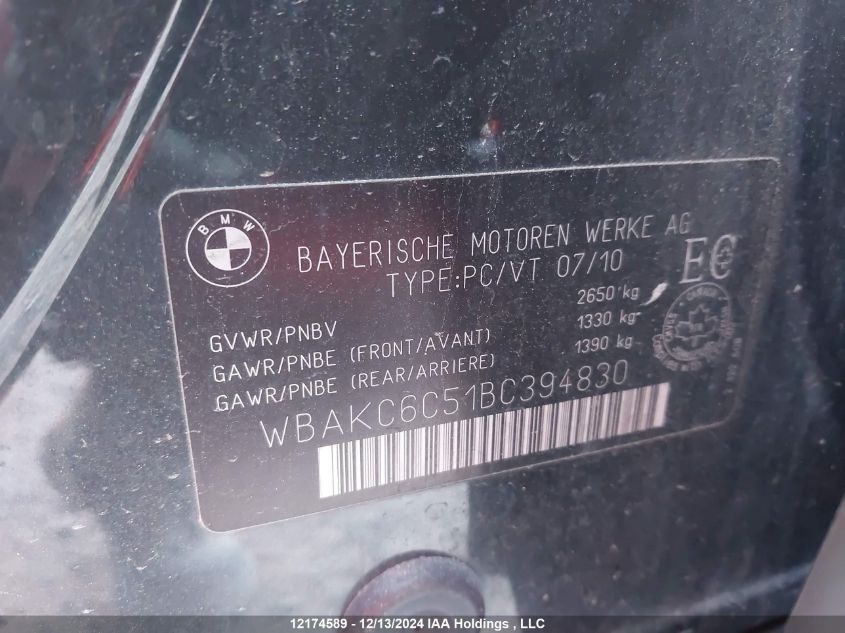 BMW
BAYERISCHE MOTOREN WERKE AG
TYPE:PC/VT 07/10
EC
GVWR/PNBV 2650 kg
GAWR/PNBE (FRONT/AVANT) 1330 kg
GAWR/PNBE (REAR/ARRIERE) 1390 kg
WBAKC6C51BC394830
CANADA
12174589 - 12/13/2024 IAA Holdings , LLC